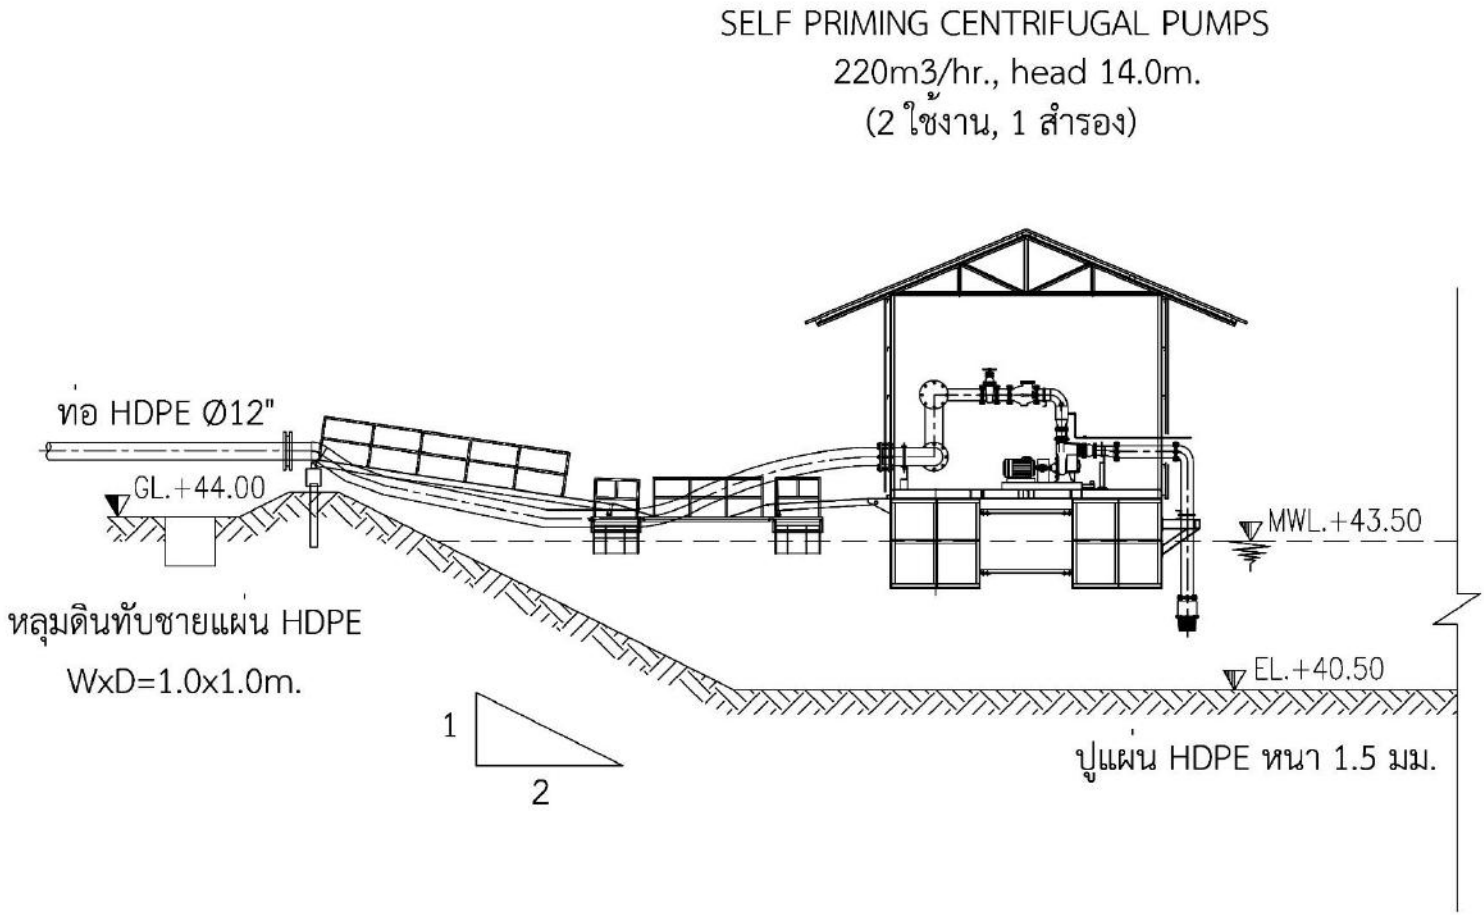 SELF PRIMING CENTRIFUGAL PUMPS
220m3/hr., head 14.0m.
(2 ใช้งาน, 1 สำรอง)
ท่อ HDPE Ø12"
GL.+44.00
MWL.+43.50
หลุมดินทับชายแผ่น HDPE
WxD=1.0x1.0m.
EL.+40.50
1
2
ปูแผ่น HDPE หนา 1.5 มม.